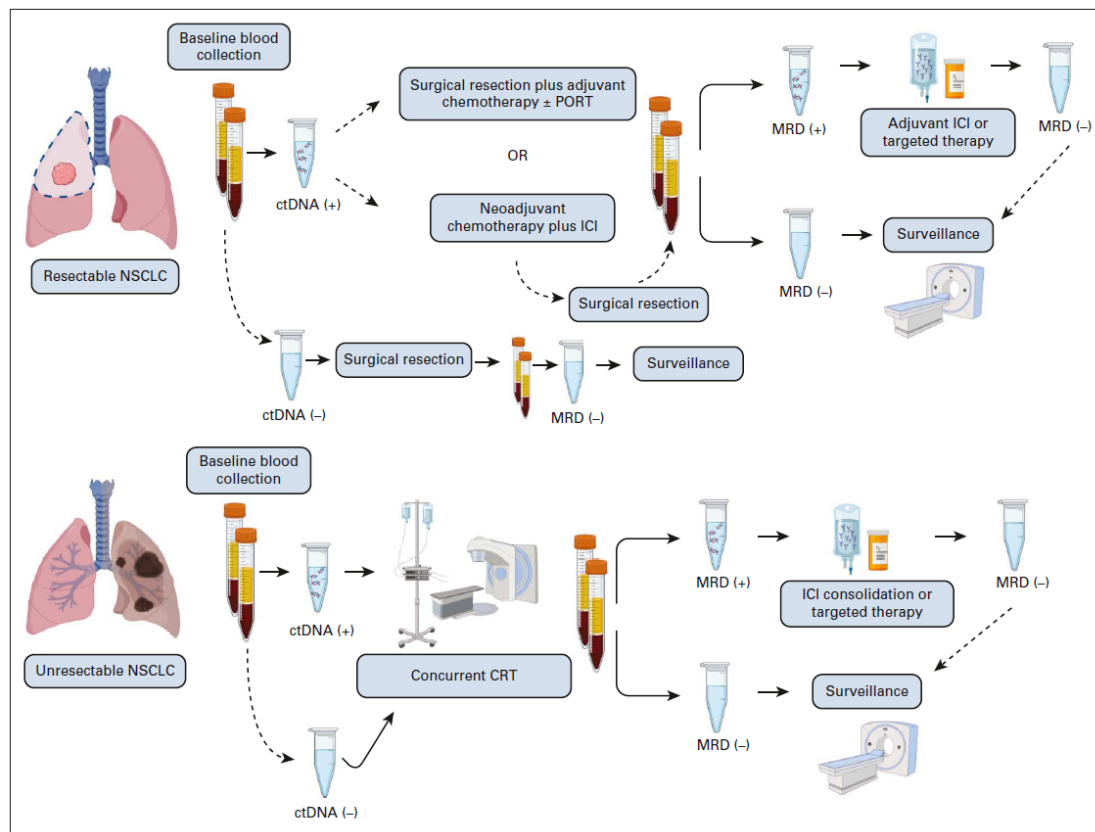 Baseline blood
collection
Surgical resection plus adjuvant
chemotherapy ± PORT
OR
Neoadjuvant
chemotherapy plus ICI
Surgical resection
ctDNA (+)
Resectable NSCLC
MRD (+)
Adjuvant ICI or
targeted therapy
MRD (–)
MRD (–)
Surveillance
ctDNA (–)
Surgical resection
MRD (–)
Surveillance
Baseline blood
collection
Unresectable NSCLC
ctDNA (+)
Concurrent CRT
ctDNA (–)
MRD (+)
ICI consolidation or
targeted therapy
MRD (–)
MRD (–)
Surveillance